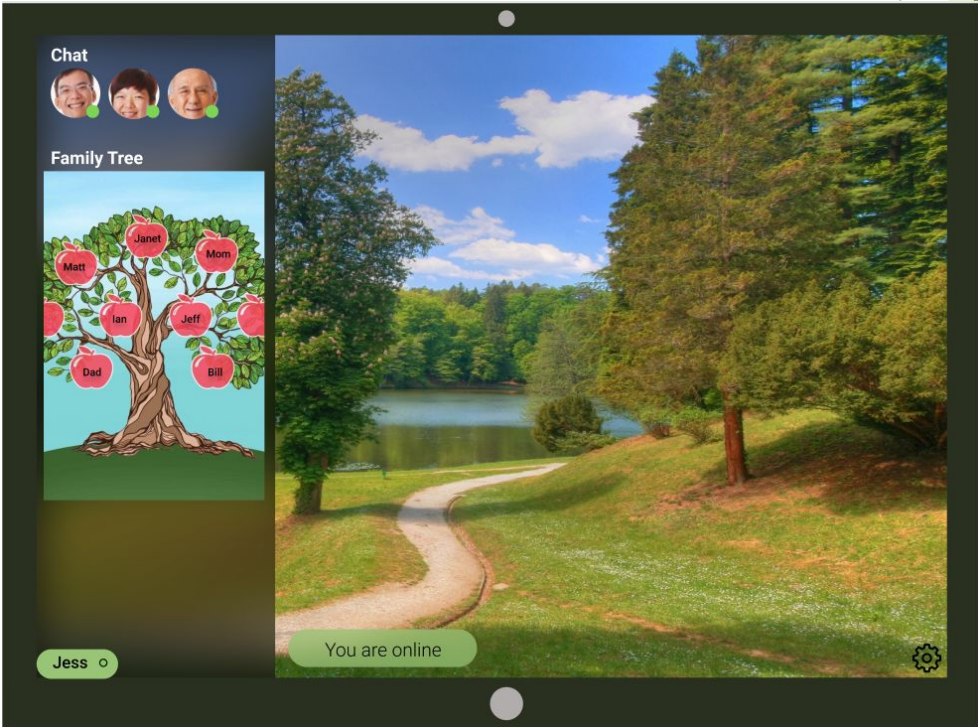 Chat
Family Tree
Janet
Matt
Mom
Ian
Jeff
Dad
Bill
Jess
You are online